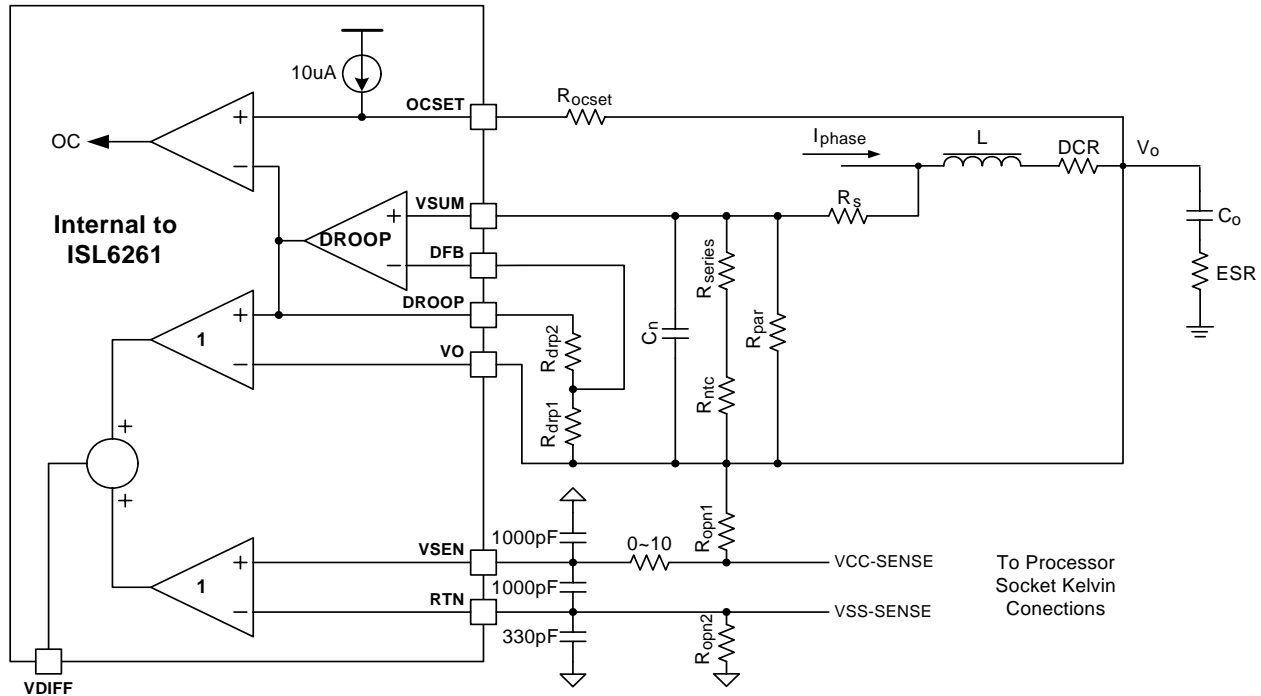 10uA
OCSET
Rocset
OC
Iphase
L
DCR
Vo
Internal to
ISL6261
VSUM
Rs
Co
DROOP
DFB
ESR
DROOP
Rseries
Rdrp2
Cn
Rpar
1
VO
Rntc
Rdrp1
1000pF
0~10
Ropn1
VSEN
VCC-SENSE
To Processor
Socket Kelvin
Conections
1
1000pF
RTN
VSS-SENSE
330pF
Ropn2
VDIFF
+
−
+
−
+
−
+
+
+
−